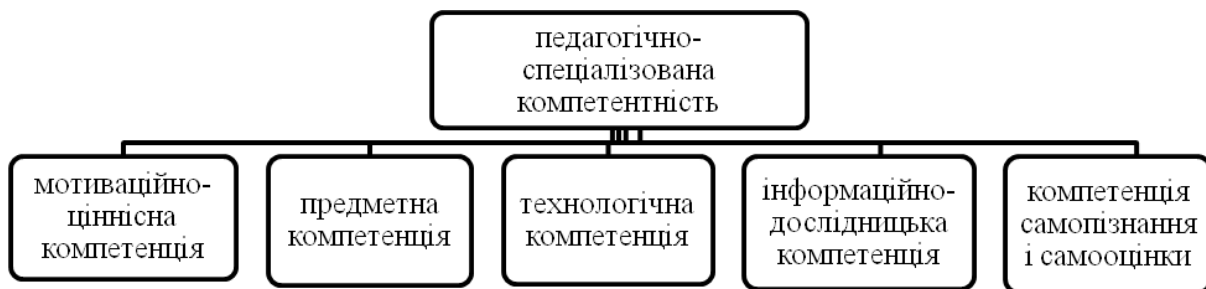 педагогічно-
спеціалізована
компетентність
мотиваційно-
ціннісна
компетенція
предметна
компетенція
технологічна
компетенція
інформаційно-
дослідницька
компетенція
компетенція
самопізнання
і самооцінки